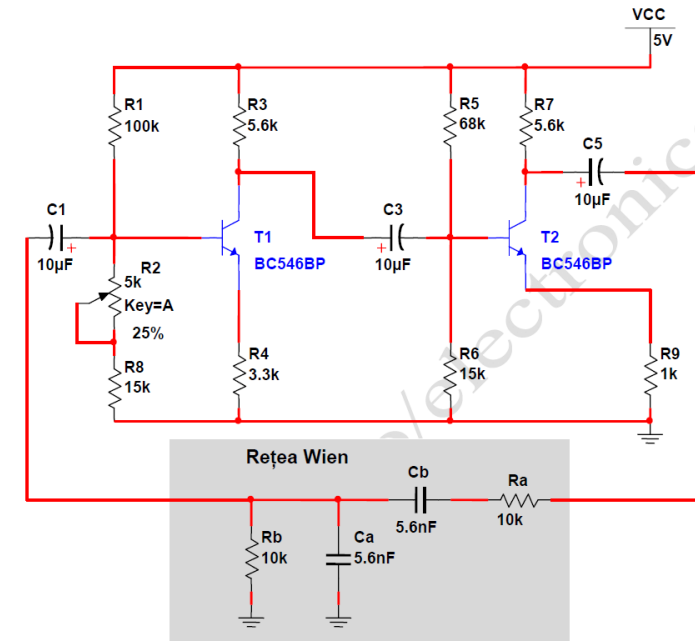 VCC
5V
R1
100k
R3
5.6k
R5
68k
R7
5.6k
C5
10µF
C1
10µF
R2
5k
Key=A
25%
T1
BC546BP
C3
10µF
T2
BC546BP
R8
15k
R4
3.3k
R6
15k
R9
1k
Rețea Wien
Cb
5.6nF
Ra
10k
Rb
10k
Ca
5.6nF
+
+
+
/electronic